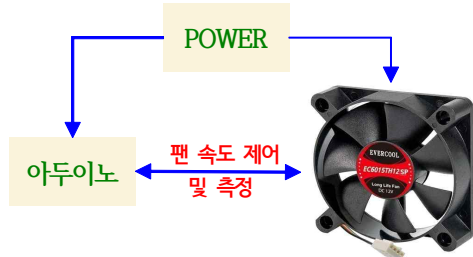 POWER
아두이노
팬 속도 제어
및 측정
EVERCOOL
EC6015TH12SP
Long Life Fan
DC 12V